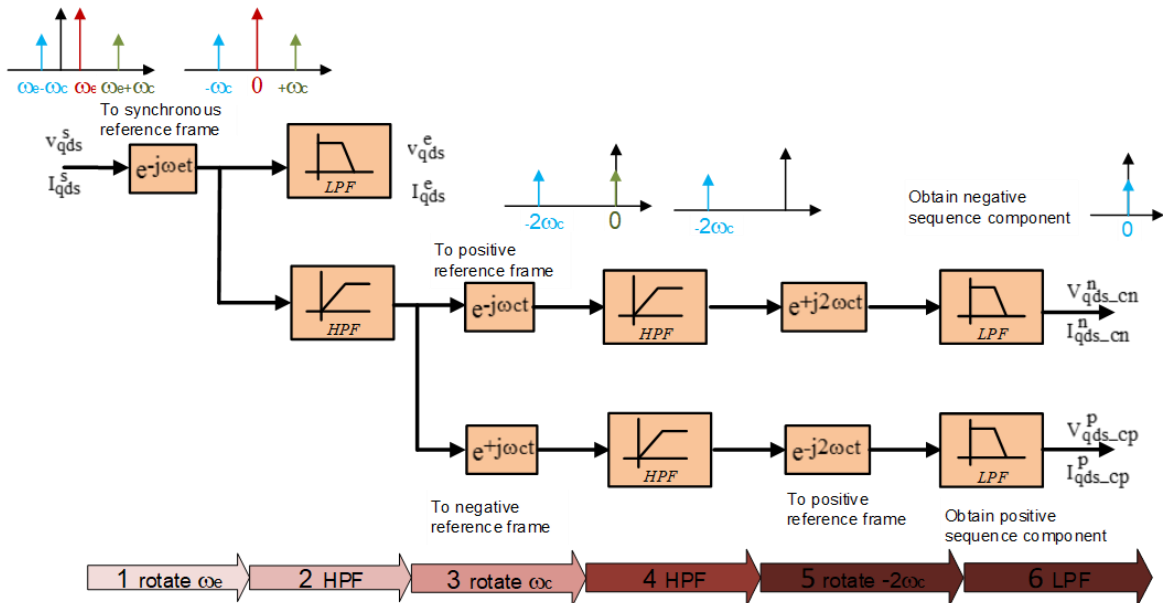 ωe-ωc ωe ωe+ωc
-ωc 0 +ωc
To synchronous
reference frame
v^s_qds
I^s_qds
e^-jωet
LPF
v^e_qds
I^e_qds
-2ωc 0
-2ωc
Obtain negative
sequence component
0
To positive
reference frame
HPF
e^-jωct
HPF
e^+j2ωct
LPF
V^n_qds_cn
I^n_qds_cn
e^+jωct
HPF
e^-j2ωct
LPF
V^p_qds_cp
I^p_qds_cp
To negative
reference frame
To positive
reference frame
Obtain positive
sequence component
1 rotate ωe
2 HPF
3 rotate ωc
4 HPF
5 rotate -2ωc
6 LPF